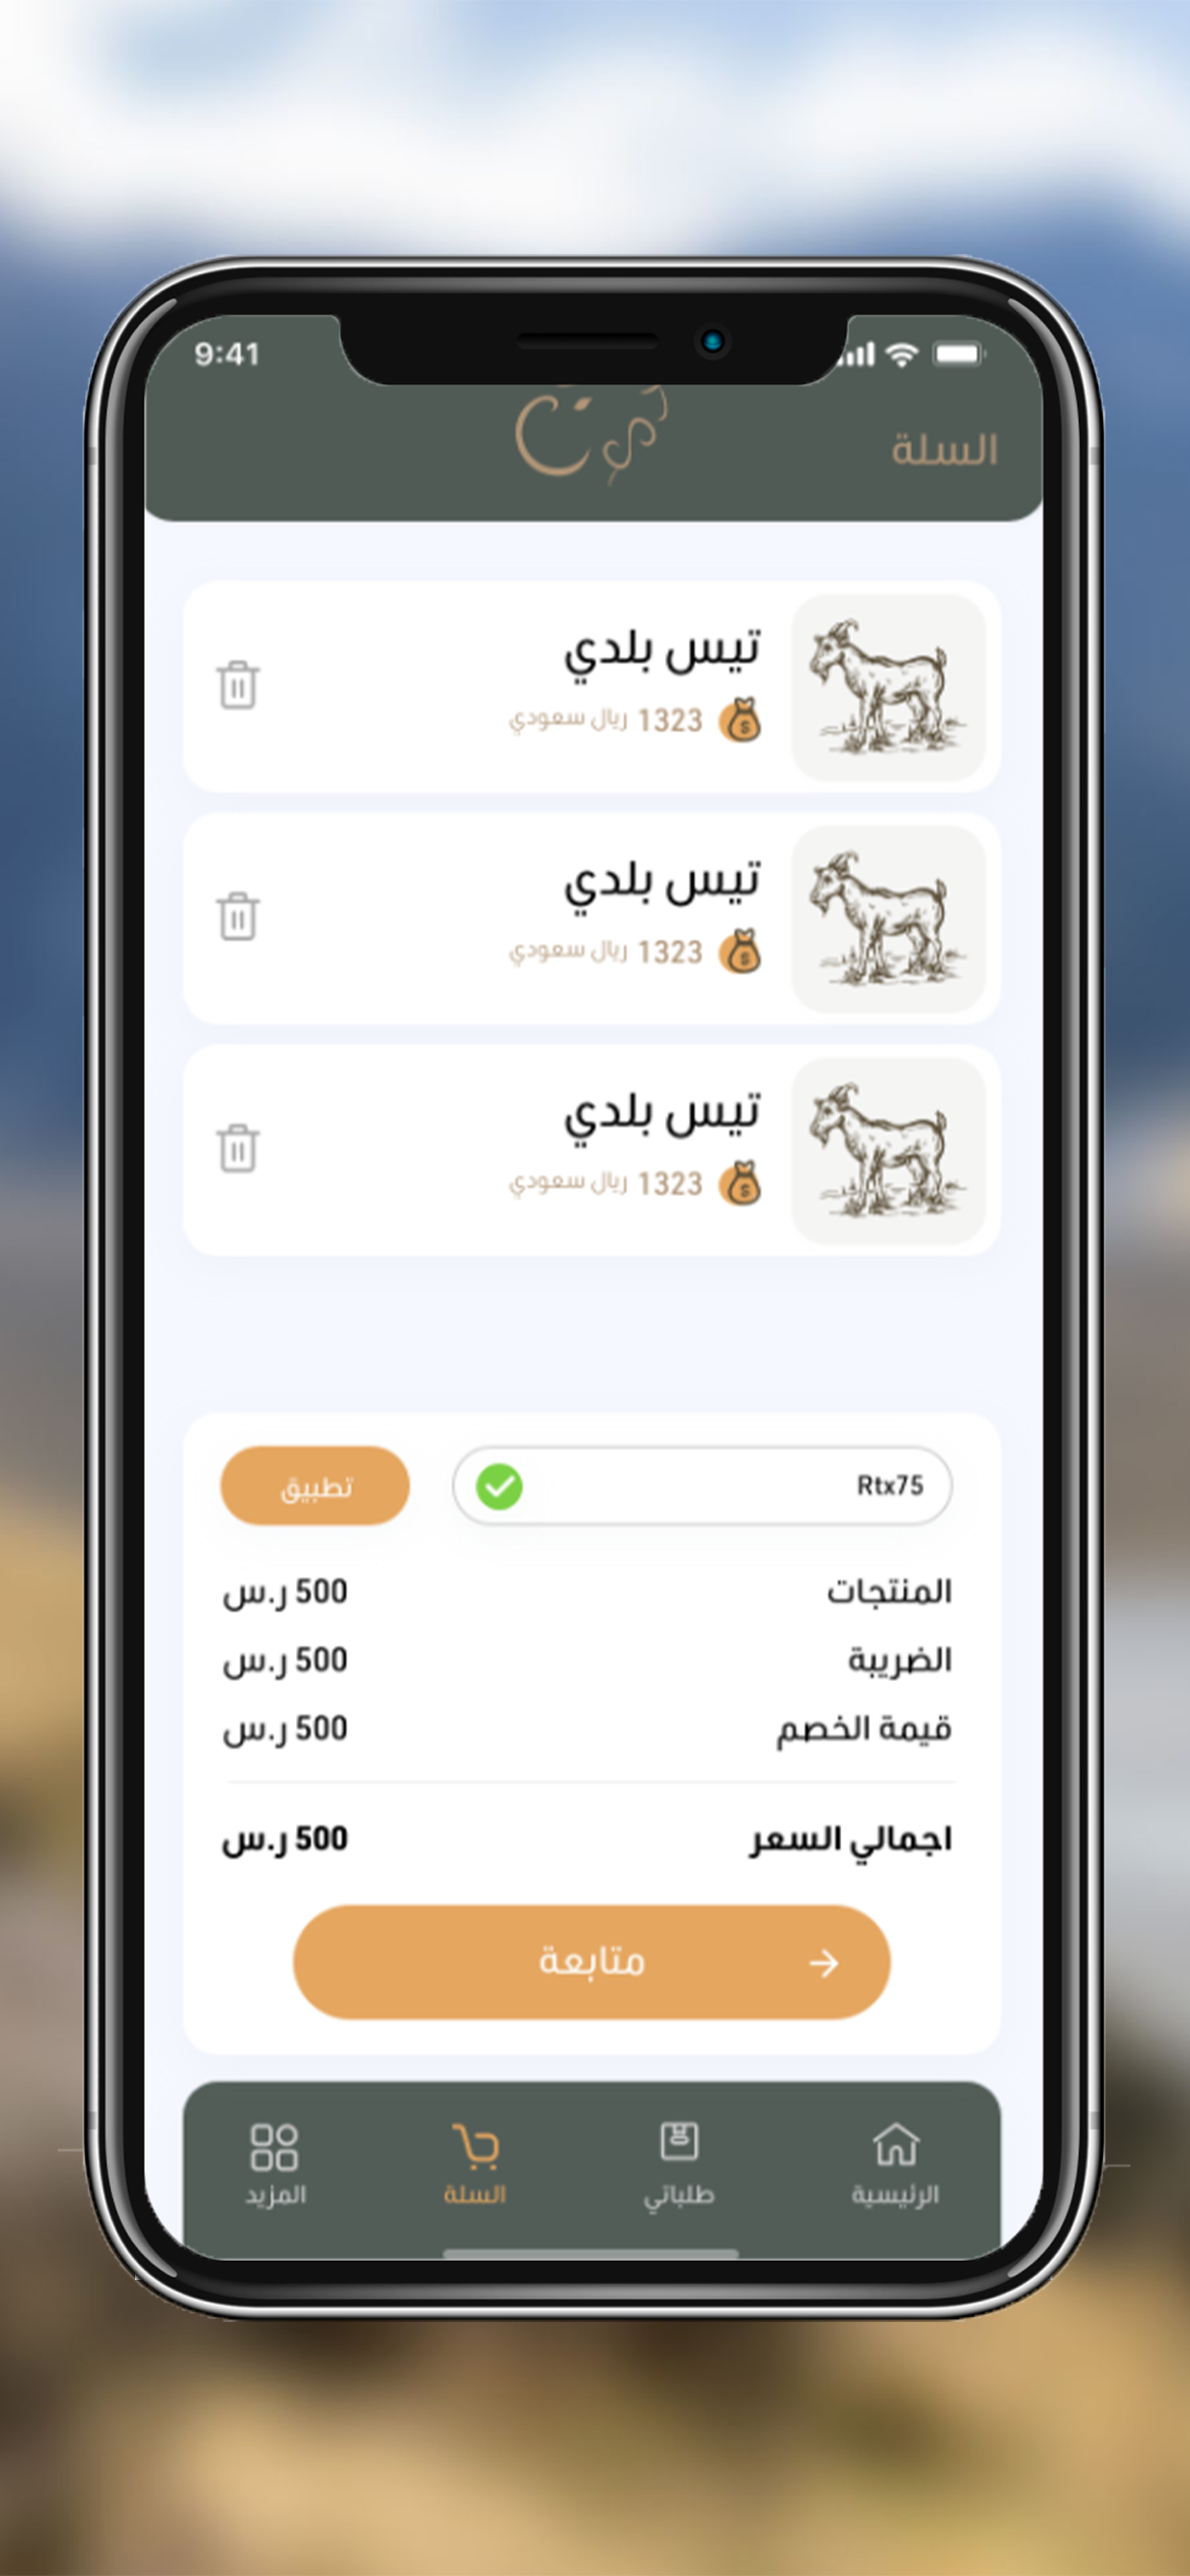 9:41
السلة
تيس بلدي
1323 ريال سعودي
تيس بلدي
1323 ريال سعودي
تيس بلدي
1323 ريال سعودي
Rtx75
تطبيق
المنتجات 500 ر.س
الضريبة 500 ر.س
قيمة الخصم 500 ر.س
اجمالي السعر 500 ر.س
متابعة
الرئيسية
طلباتي
السلة
المزيد